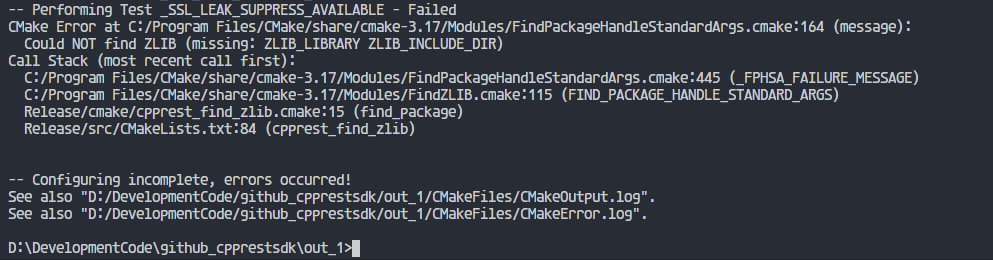 -- Performing Test _SSL_LEAK_SUPPRESS_AVAILABLE - Failed
CMake Error at C:/Program Files/CMake/share/cmake-3.17/Modules/FindPackageHandleStandardArgs.cmake:164 (message):
  Could NOT find ZLIB (missing: ZLIB_LIBRARY ZLIB_INCLUDE_DIR)
Call Stack (most recent call first):
  C:/Program Files/CMake/share/cmake-3.17/Modules/FindPackageHandleStandardArgs.cmake:445 (_FPHSA_FAILURE_MESSAGE)
  C:/Program Files/CMake/share/cmake-3.17/Modules/FindZLIB.cmake:115 (FIND_PACKAGE_HANDLE_STANDARD_ARGS)
  Release/cmake/cpprest_find_zlib.cmake:15 (find_package)
  Release/src/CMakeLists.txt:84 (cpprest_find_zlib)
-- Configuring incomplete, errors occurred!
See also "D:/DevelopmentCode/github_cpprestsdk/out_1/CMakeFiles/CMakeOutput.log".
See also "D:/DevelopmentCode/github_cpprestsdk/out_1/CMakeFiles/CMakeError.log".
D:\DevelopmentCode\github_cpprestsdk\out_1>